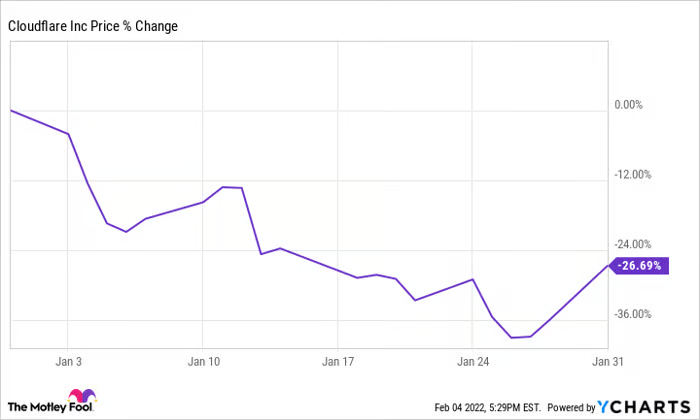 Cloudflare Inc Price % Change
0.00%
-12.00%
-24.00%
-26.69%
-36.00%
Jan 3 Jan 10 Jan 17 Jan 24 Jan 31
The Motley Fool Feb 04 2022, 5:29PM EST. Powered by YCHARTS